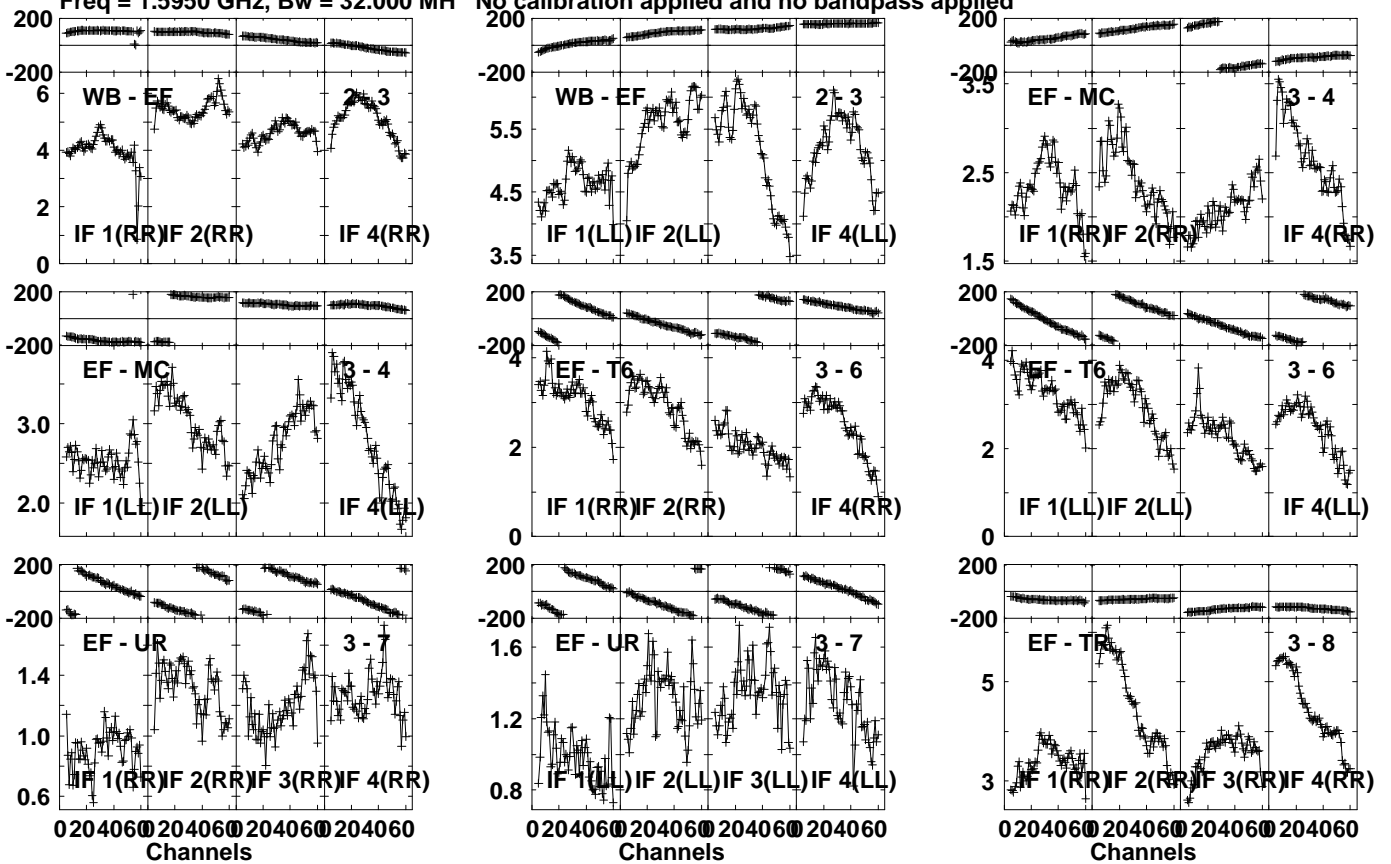 Freq = 1.5950 GHz, Bw = 32.000 MH No calibration applied and no bandpass applied
200
-200
WB - EF
2 - 3
6
4
2
0
IF 1(RR)
IF 2(RR)
IF 4(RR)
WB - EF
2 - 3
5.5
4.5
3.5
IF 1(LL)
IF 2(LL)
IF 4(LL)
200
-200
EF - MC
3 - 4
3.5
2.5
1.5
IF 1(RR)
IF 2(RR)
IF 4(RR)
200
-200
EF - MC
3 - 4
3.0
2.0
IF 1(LL)
IF 2(LL)
IF 4(LL)
200
-200
EF - T6
3 - 6
4
2
0
IF 1(RR)
IF 2(RR)
IF 4(RR)
200
-200
EF - T6
3 - 6
4
2
0
IF 1(LL)
IF 2(LL)
IF 4(LL)
200
-200
EF - UR
3 - 7
1.4
1.0
0.6
IF 1(RR)
IF 2(RR)
IF 3(RR)
IF 4(RR)
0204060
0204060
0204060
0204060
Channels
200
-200
EF - UR
3 - 7
1.6
1.2
0.8
IF 1(LL)
IF 2(LL)
IF 3(LL)
IF 4(LL)
0204060
0204060
0204060
0204060
Channels
200
-200
EF - TR
3 - 8
5
3
IF 1(RR)
IF 2(RR)
IF 3(RR)
IF 4(RR)
0204060
0204060
0204060
0204060
Channels